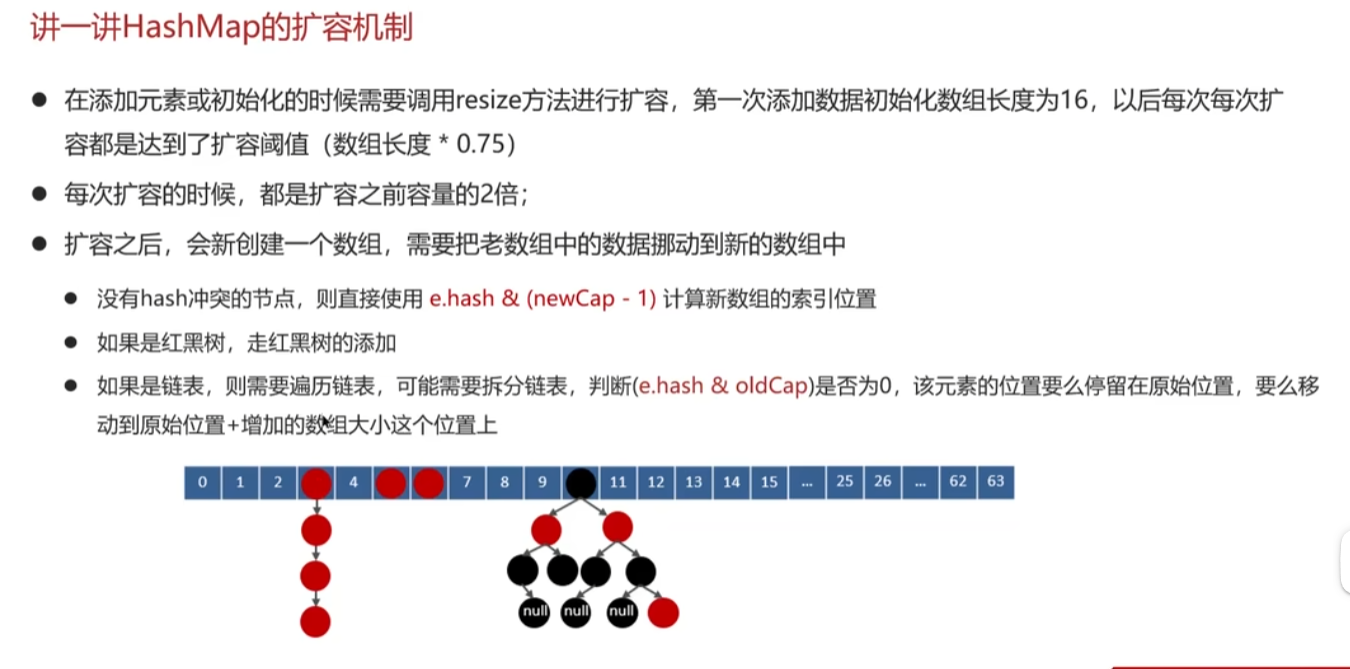 讲一讲HashMap的扩容机制
在添加元素或初始化的时候需要调用resize方法进行扩容，第一次添加数据初始化数组长度为16，以后每次每次扩
容都是达到了扩容阈值（数组长度 * 0.75）
每次扩容的时候，都是扩容之前容量的2倍；
扩容之后，会新创建一个数组，需要把老数组中的数据挪动到新的数组中
没有hash冲突的节点，则直接使用 e.hash & (newCap - 1) 计算新数组的索引位置
如果是红黑树，走红黑树的添加
如果是链表，则需要遍历链表，可能需要拆分链表，判断(e.hash & oldCap)是否为0，该元素的位置要么停留在原始位置，要么移
动到原始位置+增加的数组大小这个位置上
0 1 2 4 7 8 9 11 12 13 14 15 ... 25 26 ... 62 63
null null null